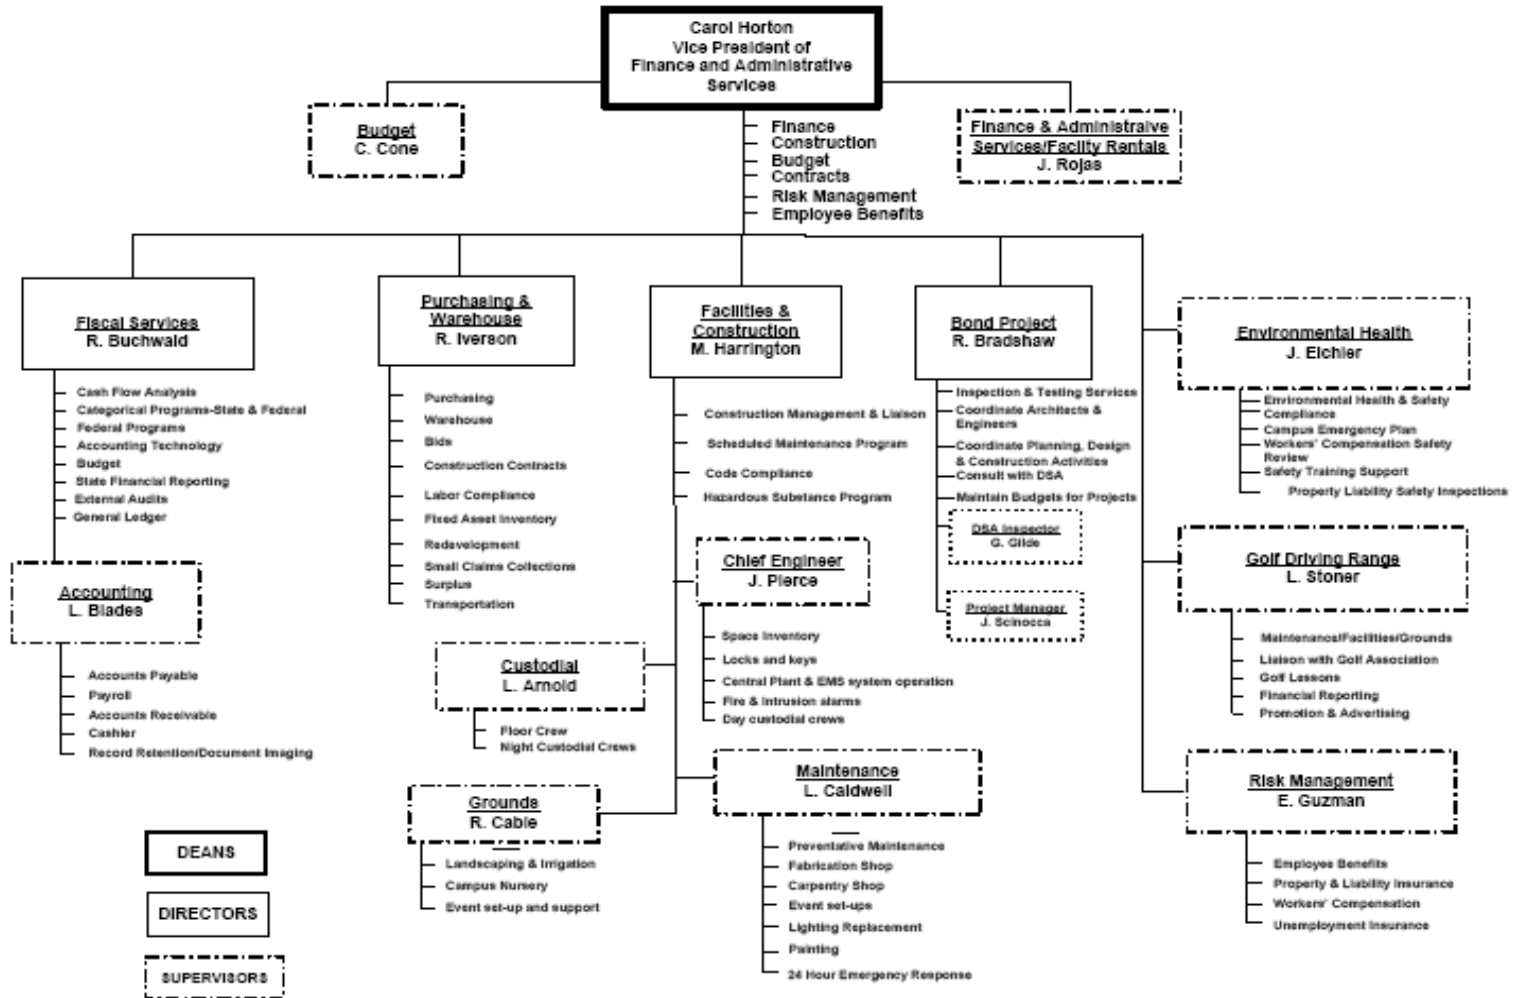 Carol Horton
Vice President of
Finance and Administrative
Services
Budget
C. Cone
Finance & Administraive
Services/Facility Rentals
J. Rojas
Finance
Construction
Budget
Contracts
Risk Management
Employee Benefits
Fiscal Services
R. Buchwald
Cash Flow Analysis
Categorical Programs-State & Federal
Federal Programs
Accounting Technology
Budget
State Financial Reporting
External Audits
General Ledger
Accounting
L. Blades
Accounts Payable
Payroll
Accounts Receivable
Cashier
Record Retention/Document Imaging
Purchasing &
Warehouse
R. Iverson
Purchasing
Warehouse
Bids
Construction Contracts
Labor Compliance
Fixed Asset Inventory
Redevelopment
Small Claims Collections
Surplus
Transportation
Facilities &
Construction
M. Harrington
Construction Management & Liaison
Scheduled Maintenance Program
Code Compliance
Hazardous Substance Program
Chief Engineer
J. Pierce
Space Inventory
Locks and keys
Central Plant & EMS system operation
Fire & Intrusion alarms
Day custodial crews
Custodial
L. Arnold
Floor Crew
Night Custodial Crews
Maintenance
L. Caldwell
Preventative Maintenance
Fabrication Shop
Carpentry Shop
Event set-ups
Lighting Replacement
Painting
24 Hour Emergency Response
Grounds
R. Cable
Landscaping & Irrigation
Campus Nursery
Event set-up and support
Bond Project
R. Bradshaw
Inspection & Testing Services
Coordinate Architects &
Engineers
Coordinate Planning, Design
& Construction Activities
Consult with DSA
Maintain Budgets for Projects
DSA Inspector
G. Gilde
Project Manager
J. Scinocca
Environmental Health
J. Eichler
Environmental Health & Safety
Compliance
Campus Emergency Plan
Workers' Compensation Safety
Review
Safety Training Support
Property Liability Safety Inspections
Golf Driving Range
L. Stoner
Maintenance/Facilities/Grounds
Liaison with Golf Association
Golf Lessons
Financial Reporting
Promotion & Advertising
Risk Management
E. Guzman
Employee Benefits
Property & Liability Insurance
Workers' Compensation
Unemployment Insurance
DEANS
DIRECTORS
SUPERVISORS